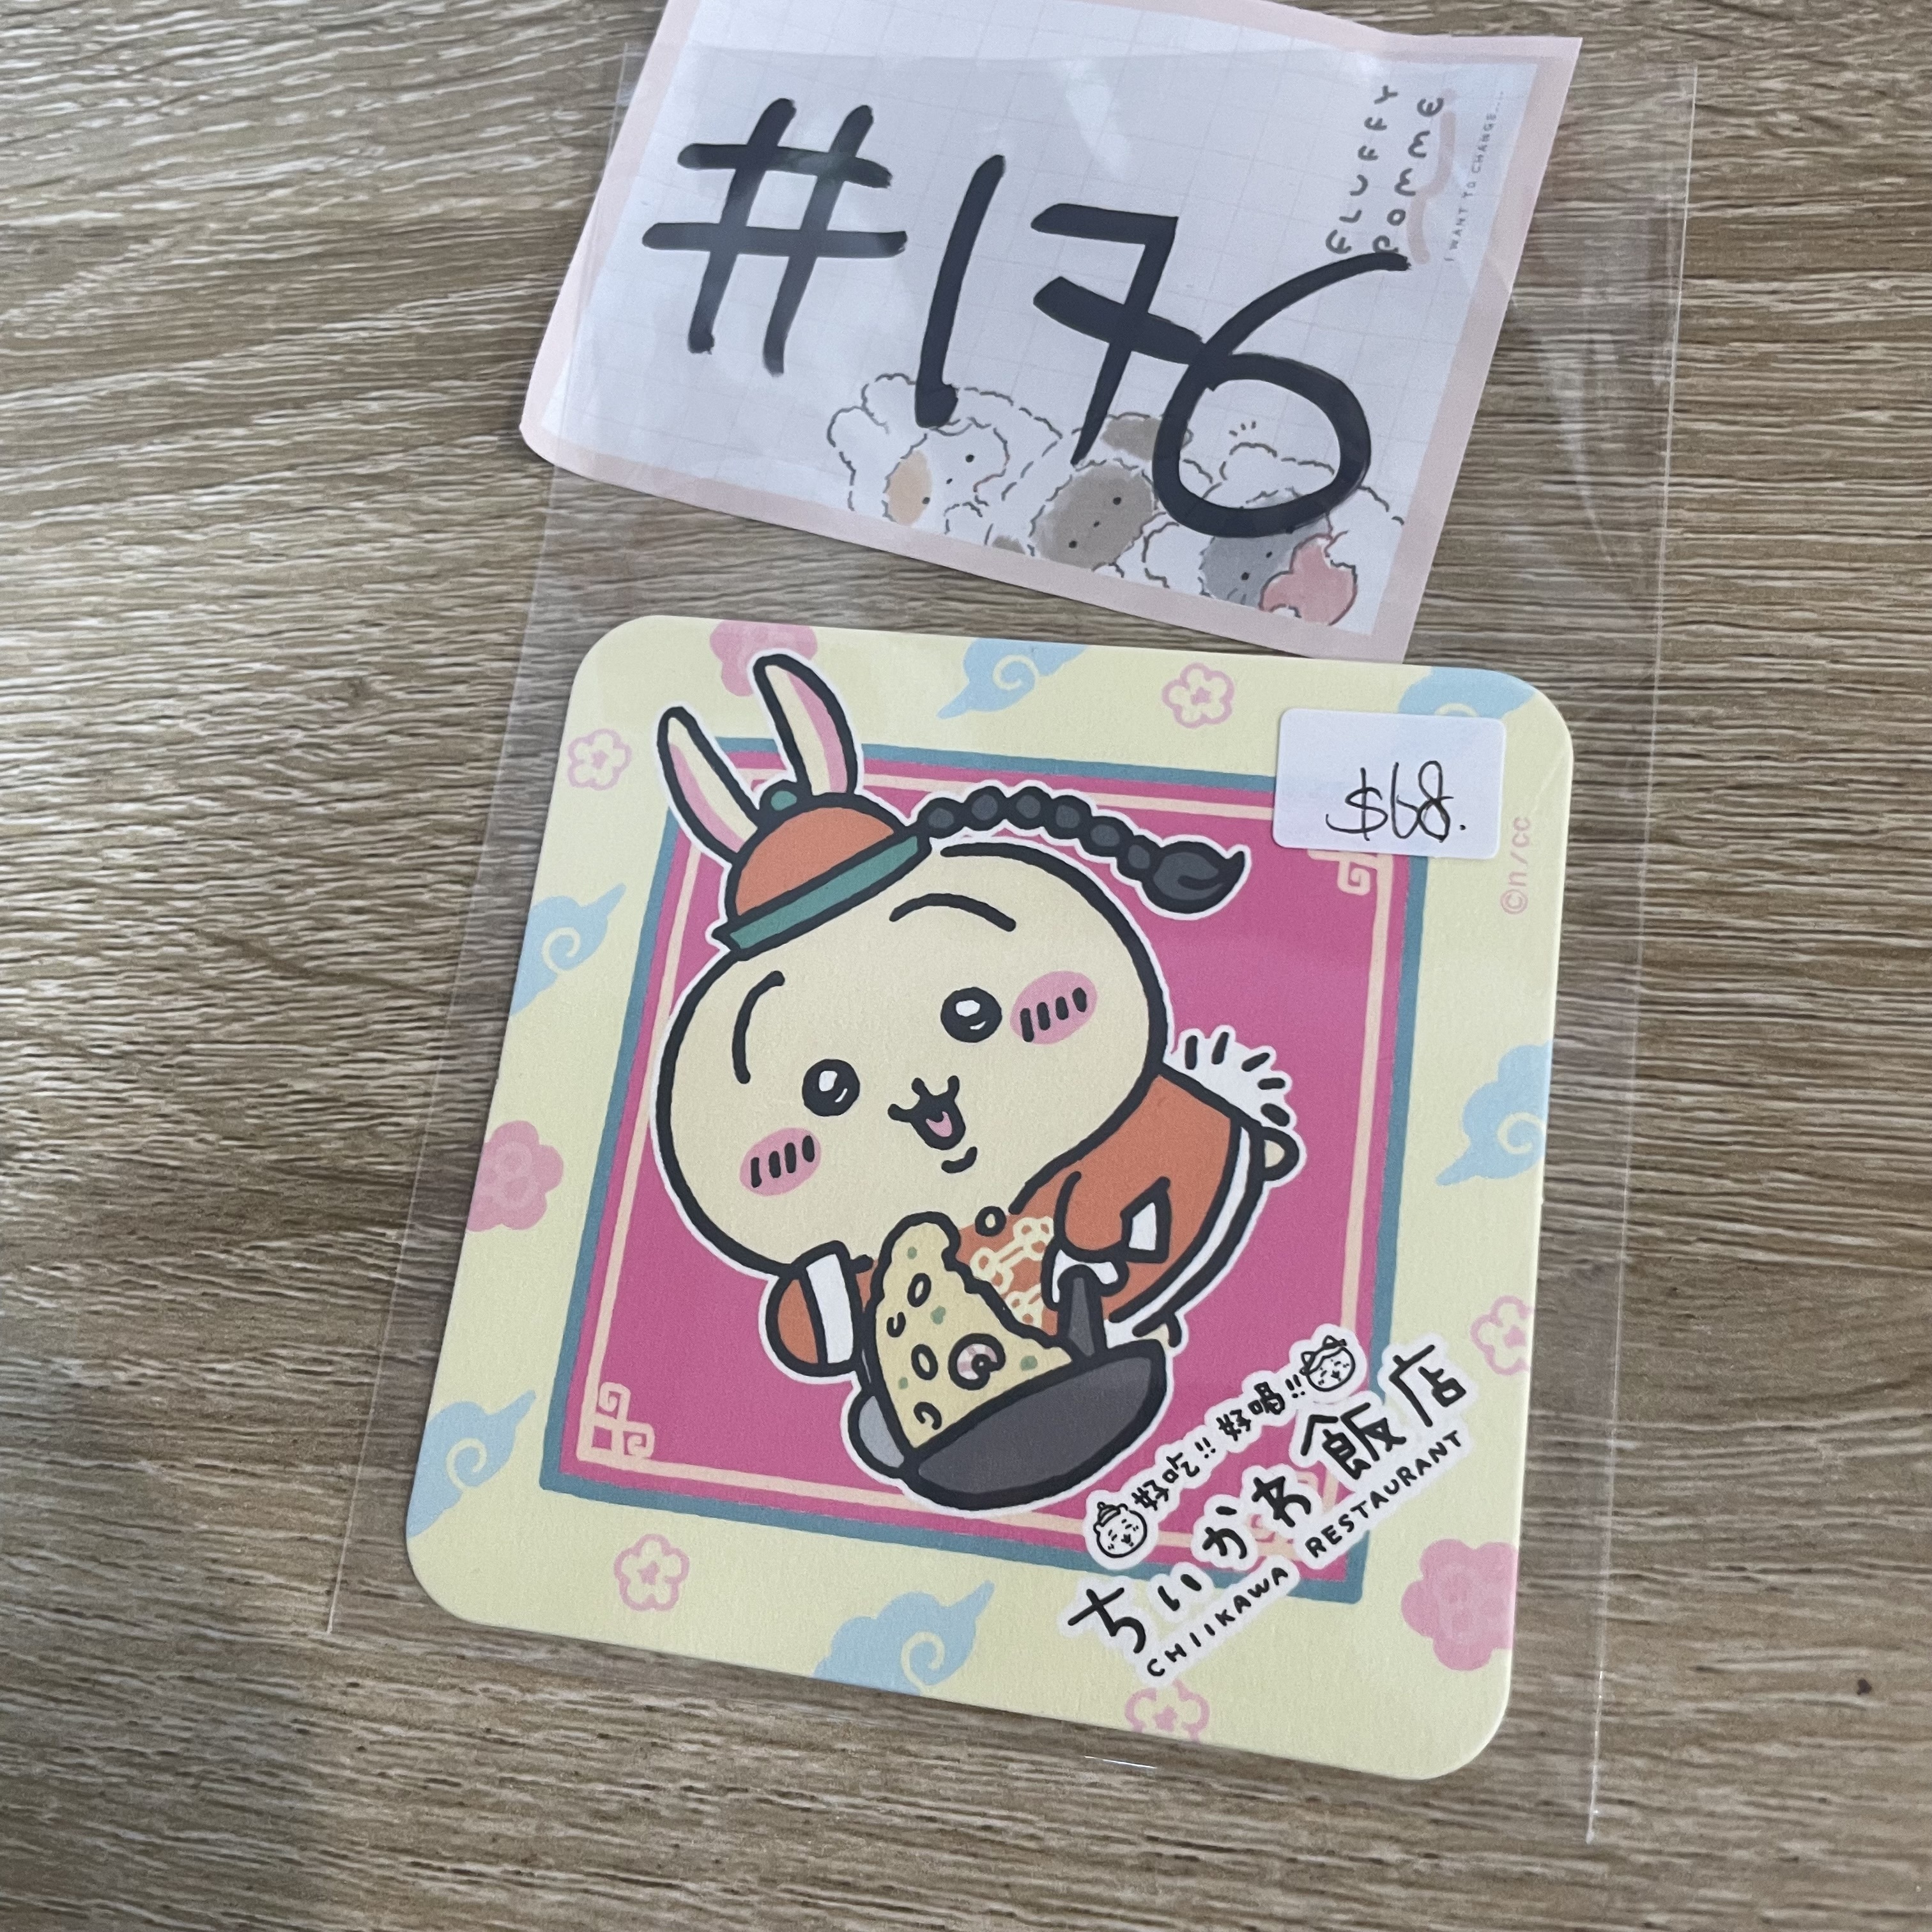 #176
FLUFFY
POMME
I WANT TO CHANGE....
$68.
©n/cc
好吃!! 好喝!!
ちいかわ飯店
CHIIKAWA RESTAURANT